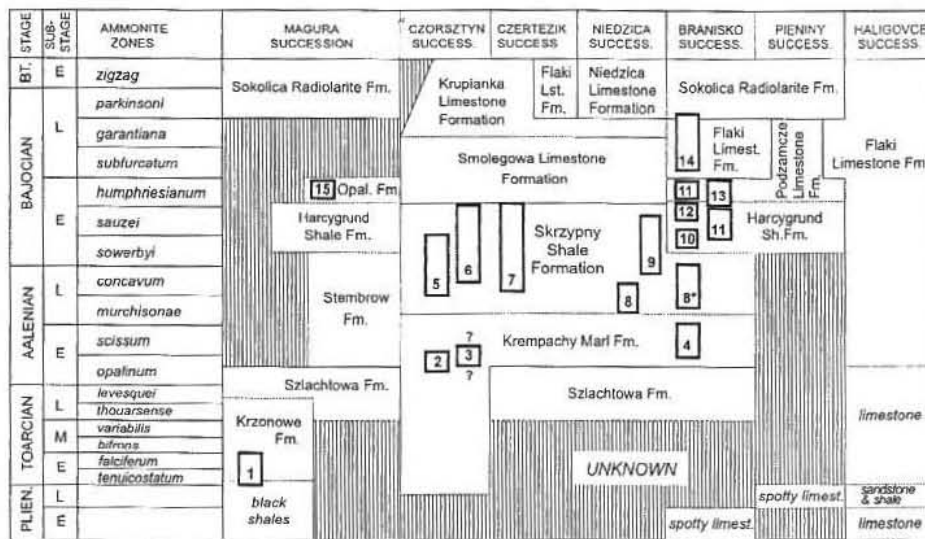 STAGE
SUB-STAGE
AMMONITE ZONES
MAGURA SUCCESSION
CZORSZTYN SUCCESS.
CZERTEZIK SUCCESS
NIEDZICA SUCCESS.
BRANISKO SUCCESS.
PIENINY SUCCESS.
HALIGOVCE SUCCESS.
BT.
E
zigzag
Sokolica Radiolarite Fm.
Krupianka
Limestone
Formation
Flaki
Lst.
Fm.
Niedzica
Limestone
Formation
Sokolica Radiolarite Fm.
BAJOCIAN
L
parkinsoni
garantiana
subfurcatum
Smolegowa Limestone
Formation
14
Flaki
Limest.
Fm.
Podzamcze
Limestone
Fm.
Flaki
Limestone Fm
E
humphriesianum
sauzei
sowerbyi
15 Opal. Fm.
Harcygrund
Shale Fm.
Skrzypny
Shale
Formation
11
13
12
11
10
Harcygrund
Sh.Fm.
5
6
7
9
AALENIAN
L
concavum
murchisonae
Stembrow
Fm.
8
8*
E
scissum
opalinum
?
2
3
?
Krempachy Marl Fm.
4
TOARCIAN
L
levesquei
thouarsense
Szlachtowa Fm.
Szlachtowa Fm.
limestone
M
variabilis
bifrons
Krzonowe
Fm.
E
falciferum
tenuicostatum
1
UNKNOWN
PLIEN.
L
E
black
shales
spotty limest.
spotty limest.
sandstone
& shale
limestone